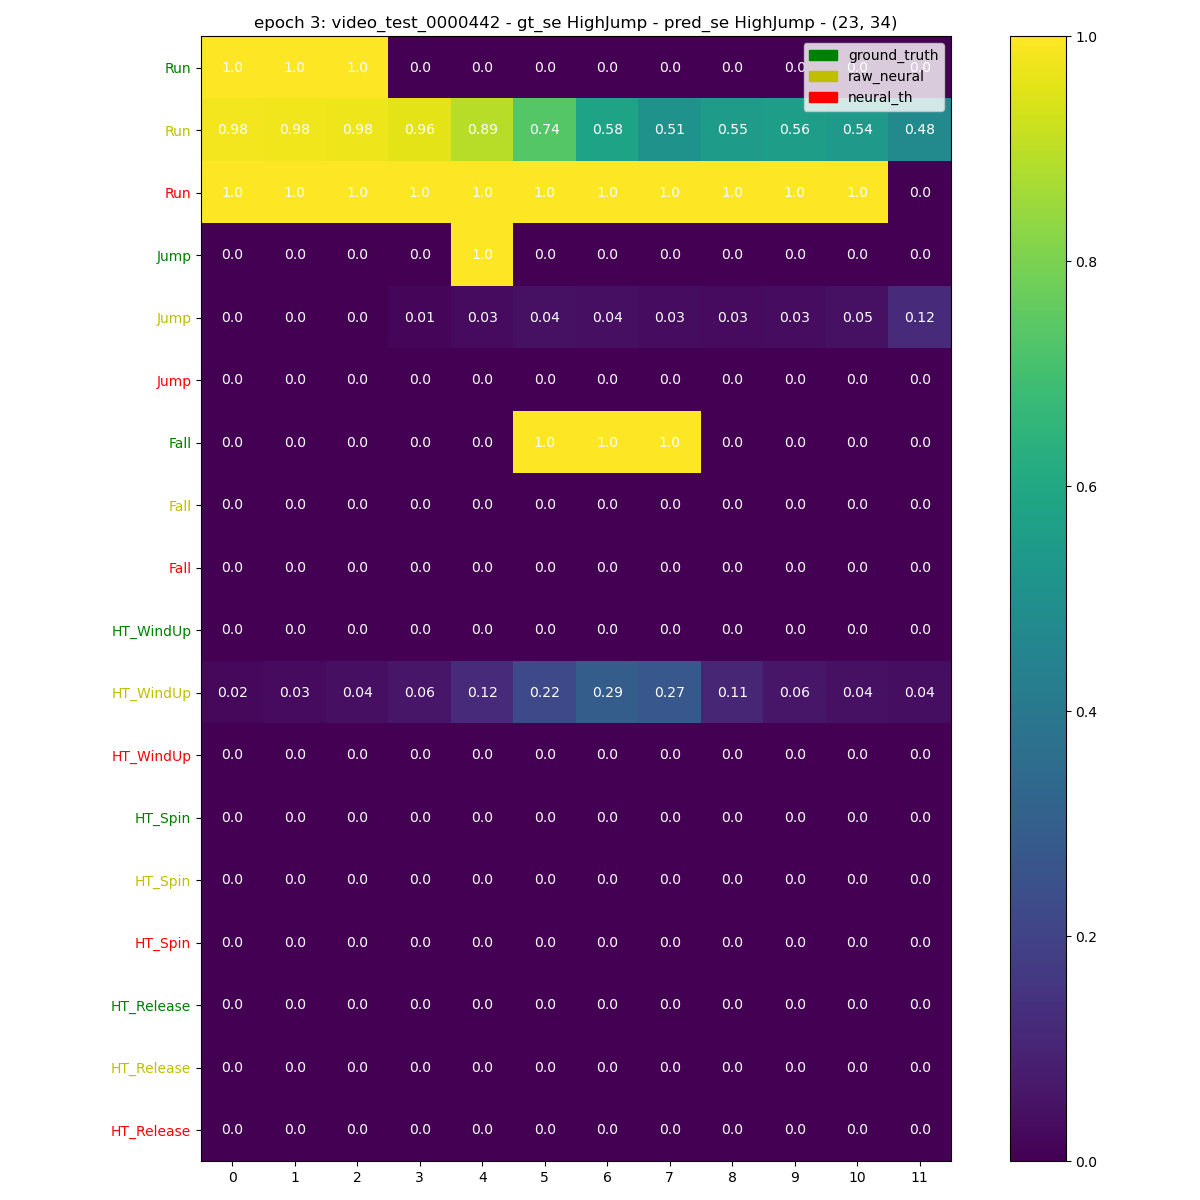 epoch 3: video_test_0000442 - gt_se HighJump - pred_se HighJump - (23, 34)
ground_truth
raw_neural
neural_th
Run 1.0 1.0 1.0 0.0 0.0 0.0 0.0 0.0 0.0 0.0 0.0 0.0
Run 0.98 0.98 0.98 0.96 0.89 0.74 0.58 0.51 0.55 0.56 0.54 0.48
Run 1.0 1.0 1.0 1.0 1.0 1.0 1.0 1.0 1.0 1.0 1.0 0.0
Jump 0.0 0.0 0.0 0.0 1.0 0.0 0.0 0.0 0.0 0.0 0.0 0.0
Jump 0.0 0.0 0.0 0.01 0.03 0.04 0.04 0.03 0.03 0.03 0.05 0.12
Jump 0.0 0.0 0.0 0.0 0.0 0.0 0.0 0.0 0.0 0.0 0.0 0.0
Fall 0.0 0.0 0.0 0.0 0.0 1.0 1.0 1.0 0.0 0.0 0.0 0.0
Fall 0.0 0.0 0.0 0.0 0.0 0.0 0.0 0.0 0.0 0.0 0.0 0.0
Fall 0.0 0.0 0.0 0.0 0.0 0.0 0.0 0.0 0.0 0.0 0.0 0.0
HT_WindUp 0.0 0.0 0.0 0.0 0.0 0.0 0.0 0.0 0.0 0.0 0.0 0.0
HT_WindUp 0.02 0.03 0.04 0.06 0.12 0.22 0.29 0.27 0.11 0.06 0.04 0.04
HT_WindUp 0.0 0.0 0.0 0.0 0.0 0.0 0.0 0.0 0.0 0.0 0.0 0.0
HT_Spin 0.0 0.0 0.0 0.0 0.0 0.0 0.0 0.0 0.0 0.0 0.0 0.0
HT_Spin 0.0 0.0 0.0 0.0 0.0 0.0 0.0 0.0 0.0 0.0 0.0 0.0
HT_Spin 0.0 0.0 0.0 0.0 0.0 0.0 0.0 0.0 0.0 0.0 0.0 0.0
HT_Release 0.0 0.0 0.0 0.0 0.0 0.0 0.0 0.0 0.0 0.0 0.0 0.0
HT_Release 0.0 0.0 0.0 0.0 0.0 0.0 0.0 0.0 0.0 0.0 0.0 0.0
HT_Release 0.0 0.0 0.0 0.0 0.0 0.0 0.0 0.0 0.0 0.0 0.0 0.0
0 1 2 3 4 5 6 7 8 9 10 11
1.0
0.8
0.6
0.4
0.2
0.0